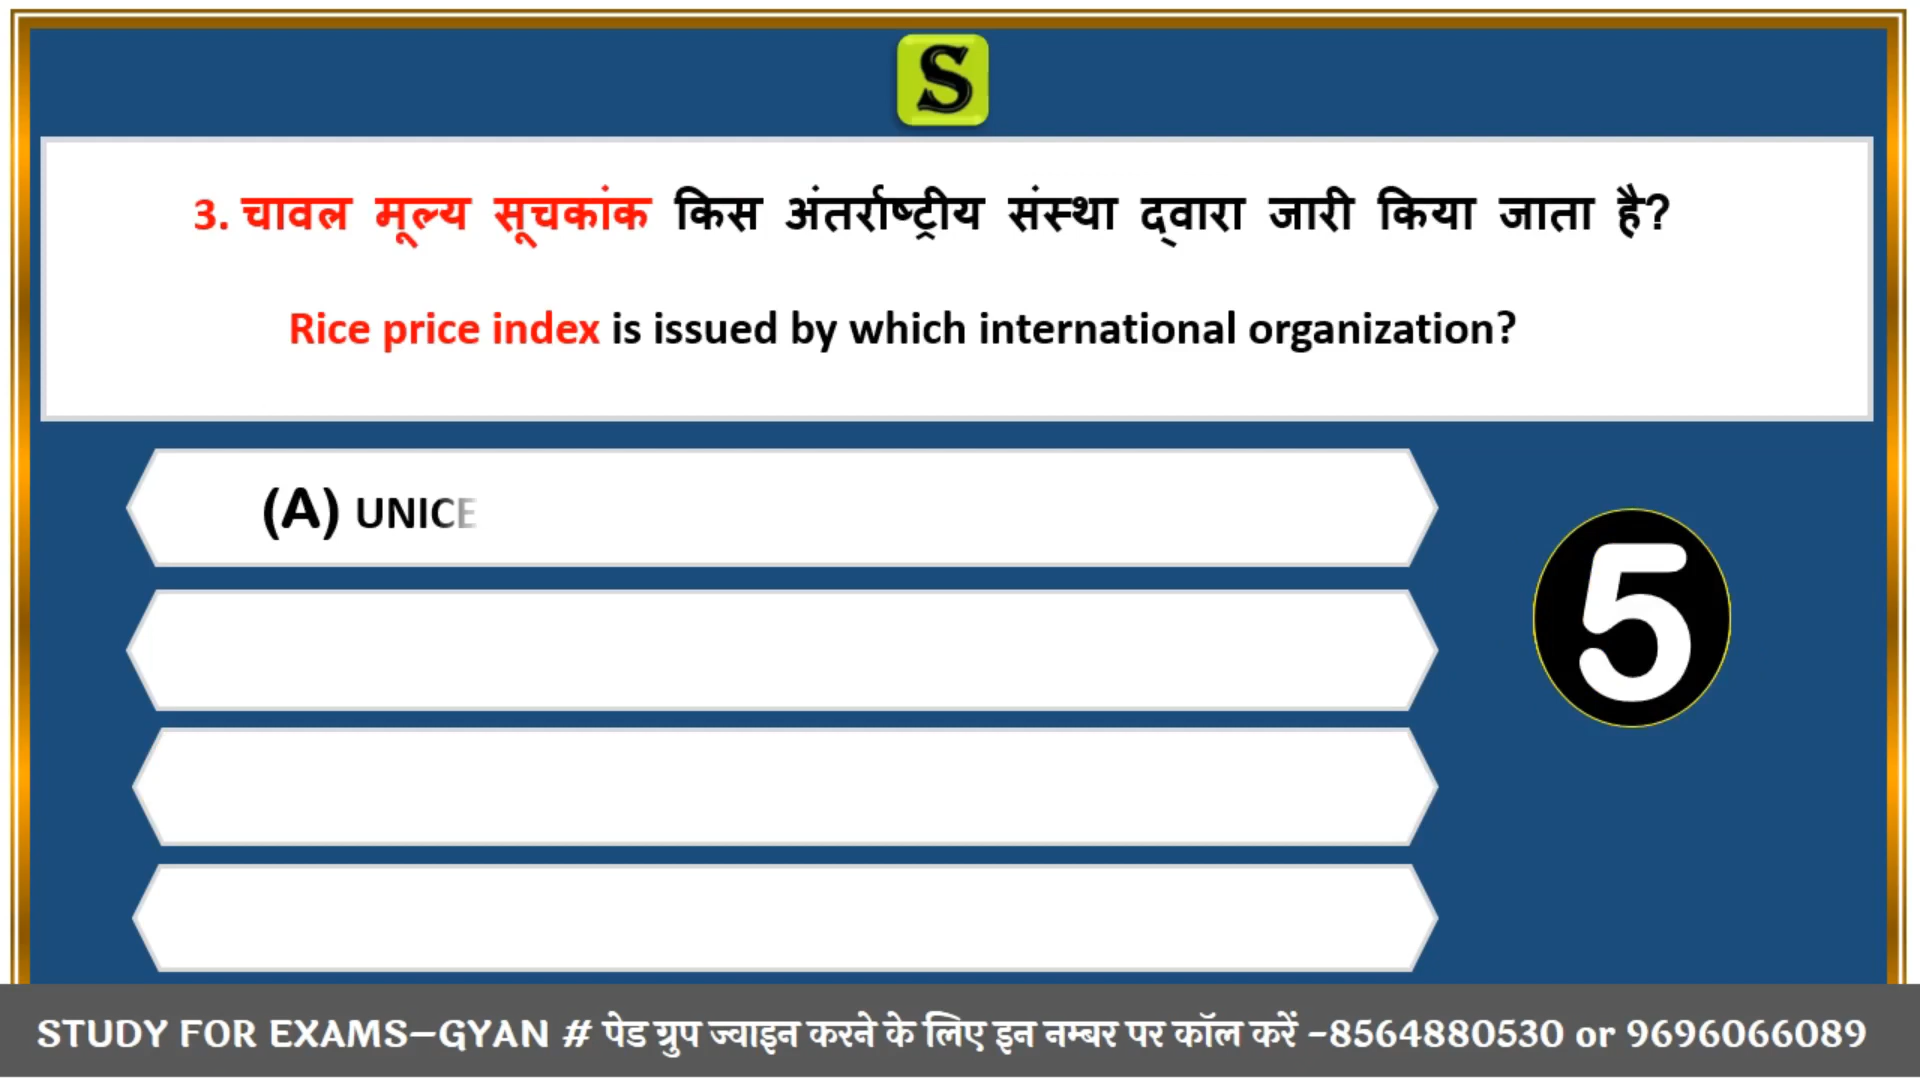 S
3. चावल मूल्य सूचकांक किस अंतर्राष्ट्रीय संस्था द्वारा जारी किया जाता है?
Rice price index is issued by which international organization?
(A) UNICE
5
STUDY FOR EXAMS-GYAN # पेड ग्रुप ज्वाइन करने के लिए इन नम्बर पर कॉल करें -8564880530 or 9696066089